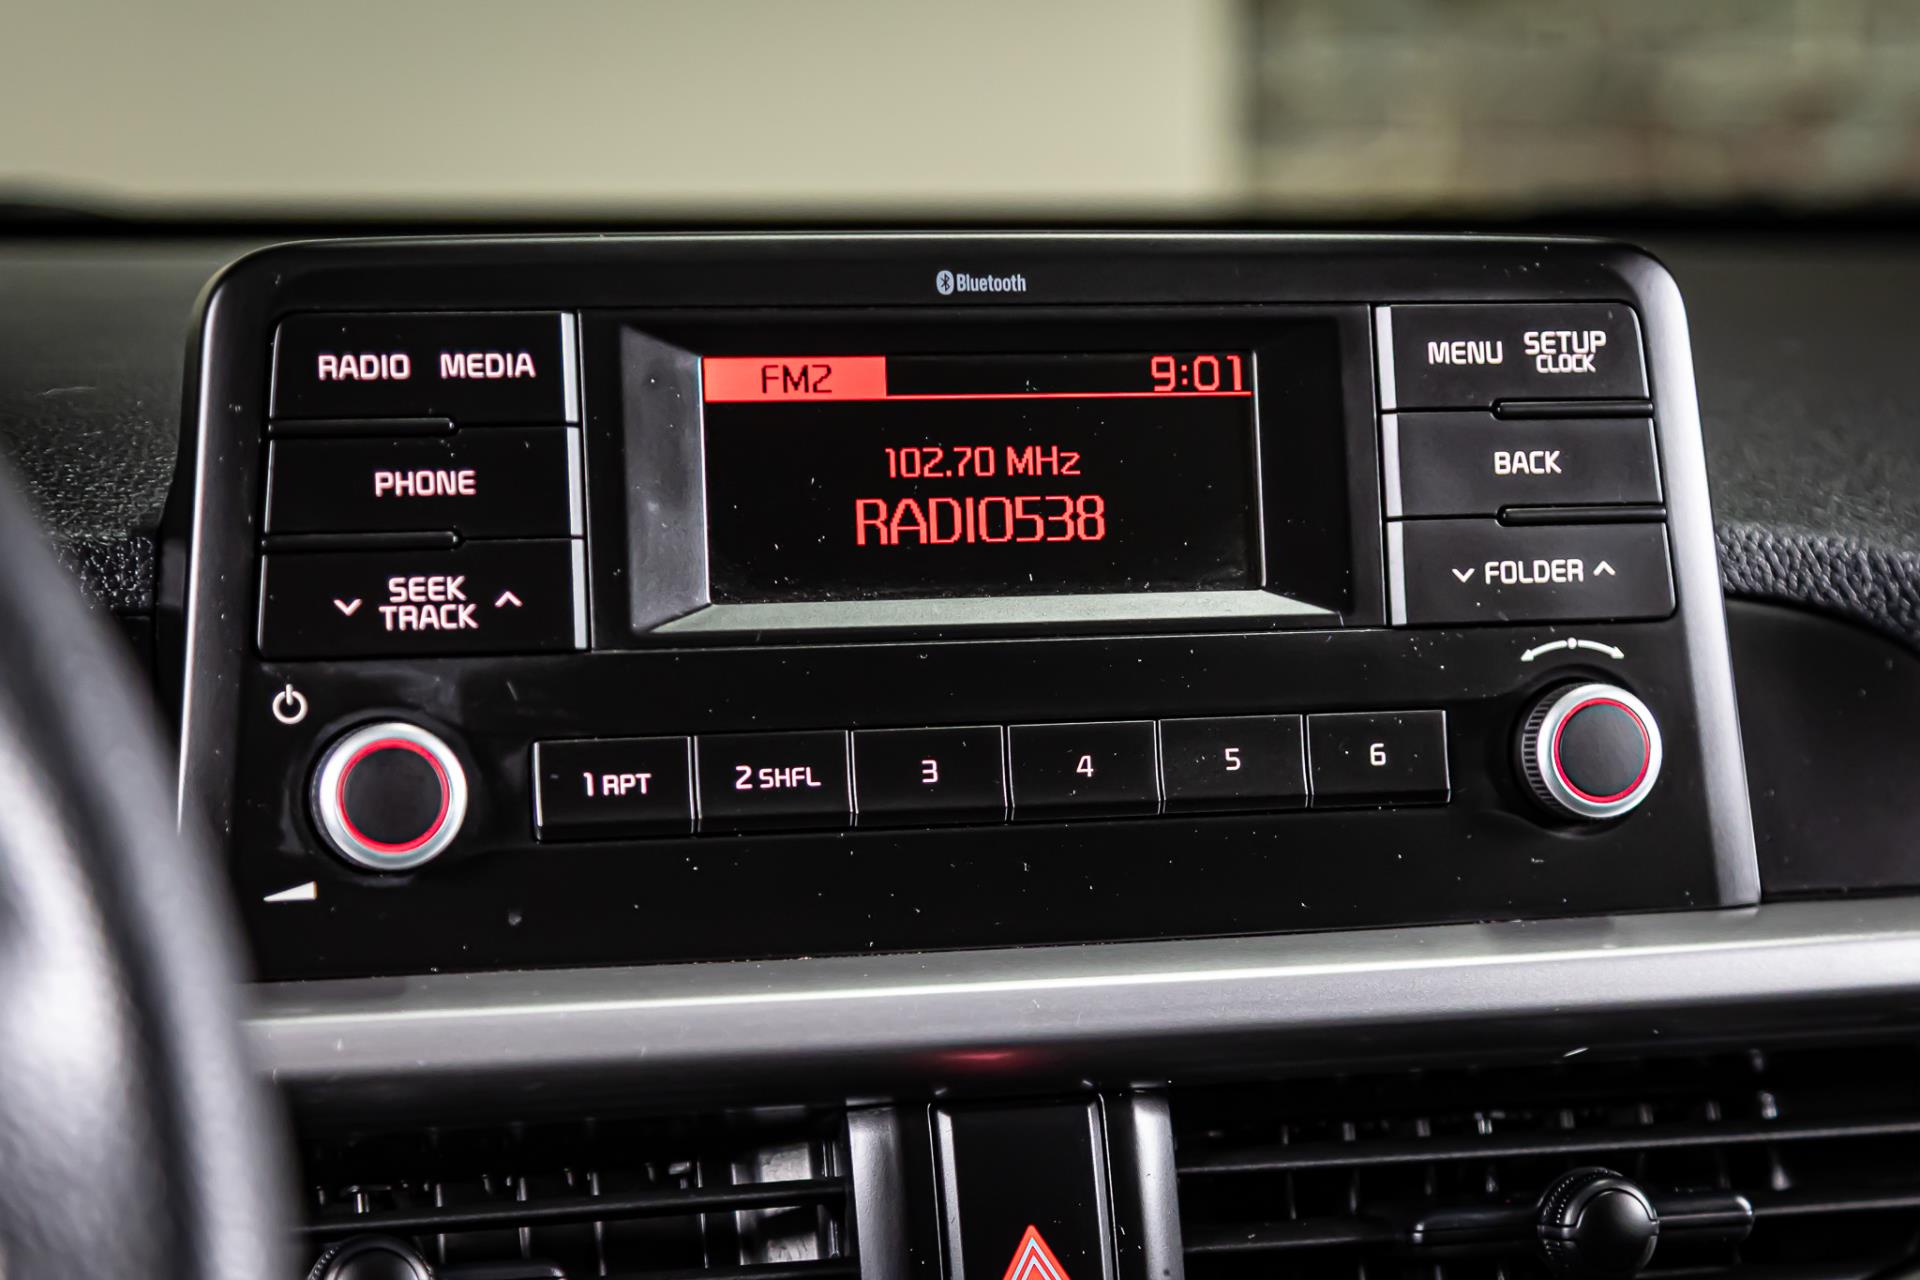 Bluetooth
RADIO MEDIA
PHONE
SEEK
TRACK
FM2 9:01
102.70 MHz
RADIO538
MENU SETUP
CLOCK
BACK
FOLDER
1 RPT 2 SHFL 3 4 5 6